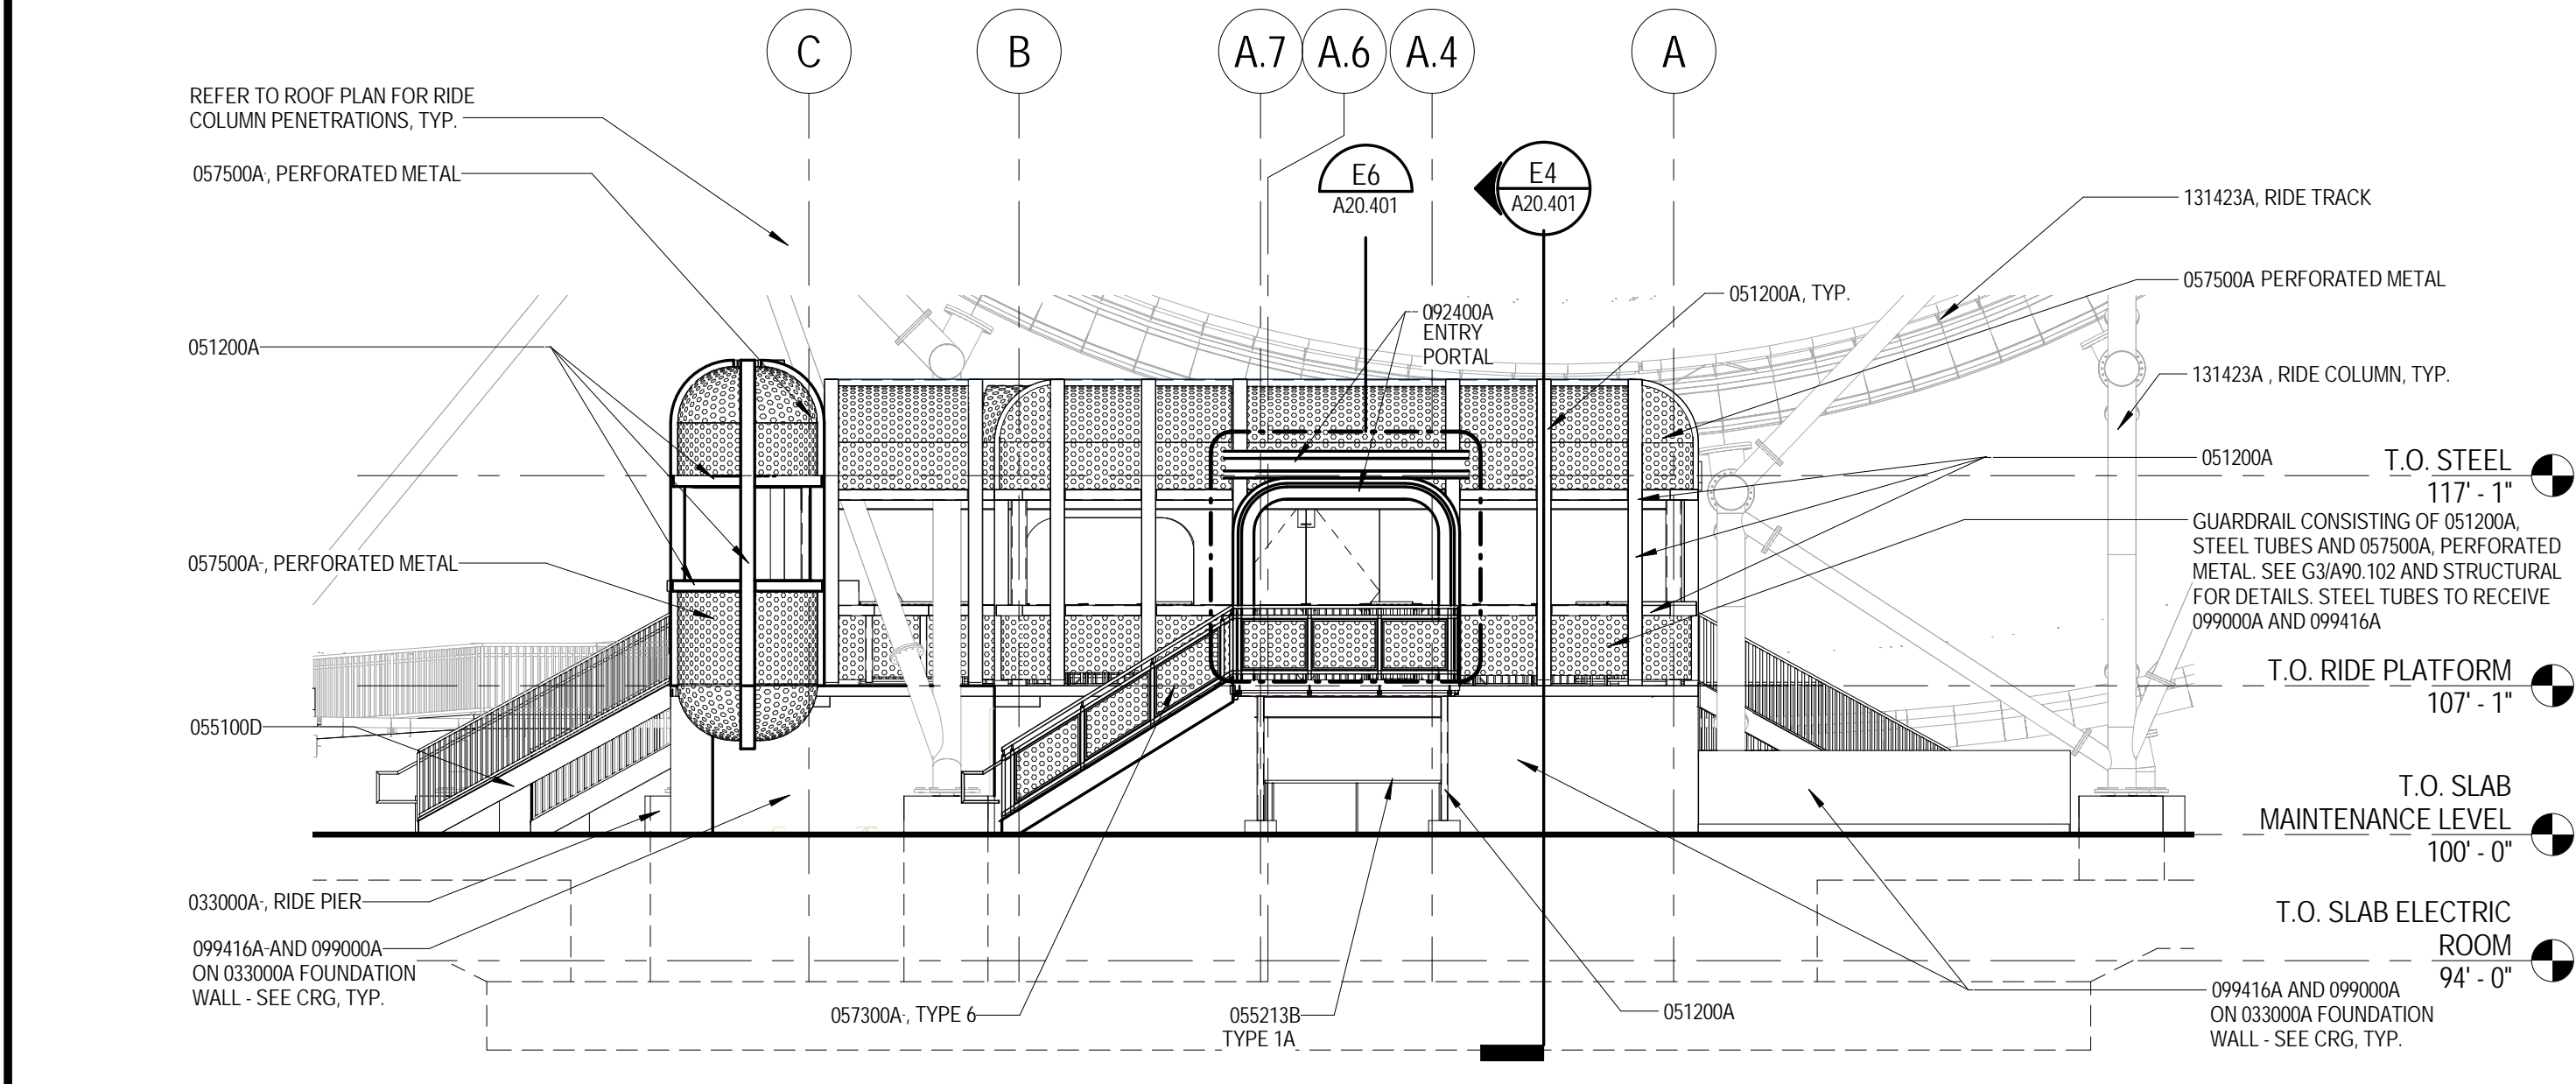 C
B
A.7
A.6
A.4
A
REFER TO ROOF PLAN FOR RIDE
COLUMN PENETRATIONS, TYP.
057500A, PERFORATED METAL
E6
A20.401
E4
A20.401
131423A, RIDE TRACK
057500A PERFORATED METAL
051200A, TYP.
092400A
ENTRY
PORTAL
051200A
131423A , RIDE COLUMN, TYP.
051200A
T.O. STEEL
117' - 1"
GUARDRAIL CONSISTING OF 051200A,
STEEL TUBES AND 057500A, PERFORATED
METAL. SEE G3/A90.102 AND STRUCTURAL
FOR DETAILS. STEEL TUBES TO RECEIVE
099000A AND 099416A
057500A, PERFORATED METAL
T.O. RIDE PLATFORM
107' - 1"
055100D
T.O. SLAB
MAINTENANCE LEVEL
100' - 0"
033000A, RIDE PIER
T.O. SLAB ELECTRIC
ROOM
94' - 0"
099416A AND 099000A
ON 033000A FOUNDATION
WALL - SEE CRG, TYP.
057300A, TYPE 6
055213B
TYPE 1A
051200A
099416A AND 099000A
ON 033000A FOUNDATION
WALL - SEE CRG, TYP.